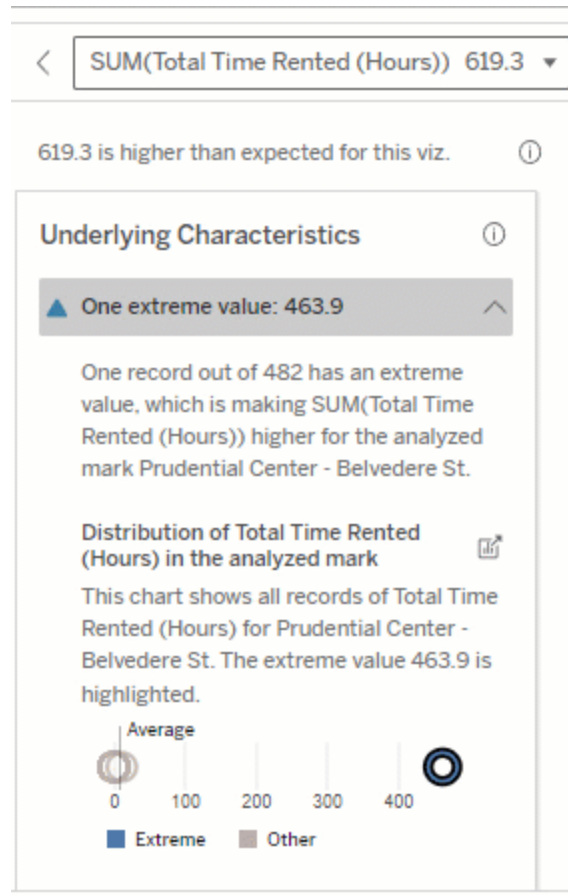 SUM(Total Time Rented (Hours)) 619.3
619.3 is higher than expected for this viz.
Underlying Characteristics
One extreme value: 463.9
One record out of 482 has an extreme
value, which is making SUM(Total Time
Rented (Hours)) higher for the analyzed
mark Prudential Center - Belvedere St.
Distribution of Total Time Rented
(Hours) in the analyzed mark
This chart shows all records of Total Time
Rented (Hours) for Prudential Center -
Belvedere St. The extreme value 463.9 is
highlighted.
Average
0 100 200 300 400
Extreme Other